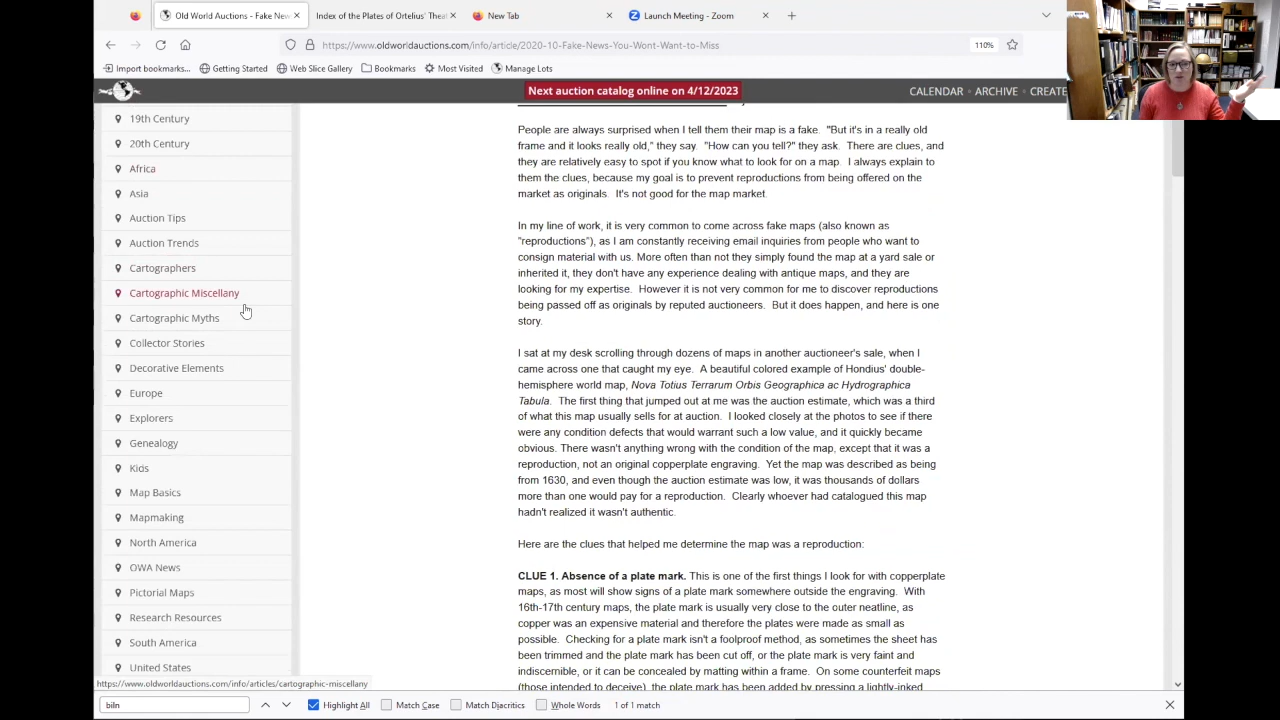 Old World Auctions - Fake New
Index of the Plates of Ortelius' Theat
New Tab
Launch Meeting - Zoom
https://www.oldworldauctions.com/info/article/2020-10-Fake-News-You-Wont-Want-to-Miss
110%
Import bookmarks...
Getting Started
Web Slice Gallery
Bookmarks
Manage List
Next auction catalog online on 4/12/2023
CALENDAR
ARCHIVE
CREATE
19th Century
20th Century
Africa
Asia
Auction Tips
Auction Trends
Cartographers
Cartographic Miscellany
Cartographic Myths
Collector Stories
Decorative Elements
Europe
Explorers
Genealogy
Kids
Map Basics
Mapmaking
North America
OWA News
Pictorial Maps
Research Resources
South America
United States
People are always surprised when I tell them their map is a fake. "But it's in a really old
frame and it looks really old," they say. "How can you tell?" they ask. There are clues, and
they are relatively easy to spot if you know what to look for on a map. I always explain to
them the clues, because my goal is to prevent reproductions from being offered on the
market as originals. It's not good for the map market.
In my line of work, it is very common to come across fake maps (also known as
"reproductions"), as I am constantly receiving email inquiries from people who want to
consign material with us. More often than not they simply found the map at a yard sale or
inherited it, they don't have any experience dealing with antique maps, and they are
looking for my expertise. However it is not very common for me to discover reproductions
being passed off as originals by reputed auctioneers. But it does happen, and here is one
story.
I sat at my desk scrolling through dozens of maps in another auctioneer's sale, when I
came across one that caught my eye. A beautiful colored example of Hondius' double-
hemisphere world map, Nova Totius Terrarum Orbis Geographica ac Hydrographica
Tabula. The first thing that jumped out at me was the auction estimate, which was a third
of what this map usually sells for at auction. I looked closely at the photos to see if there
were any condition defects that would warrant such a low value, and it quickly became
obvious. There wasn't anything wrong with the condition of the map, except that it was a
reproduction, not an original copperplate engraving. Yet the map was described as being
from 1630, and even though the auction estimate was low, it was thousands of dollars
more than one would pay for a reproduction. Clearly whoever had catalogued this map
hadn't realized it wasn't authentic.
Here are the clues that helped me determine the map was a reproduction:
CLUE 1. Absence of a plate mark. This is one of the first things I look for with copperplate
maps, as most will show signs of a plate mark somewhere outside the engraving. With
16th-17th century maps, the plate mark is usually very close to the outer neatline, as
copper was an expensive material and therefore the plates were made as small as
possible. Checking for a plate mark isn't a foolproof method, as sometimes the sheet has
been trimmed and the plate mark has been cut off, or the plate mark is very faint and
indiscernible, or it can be concealed by matting within a frame. On some counterfeit maps
(those intended to deceive), the plate mark has been added by pressing a lightly-inked
https://www.oldworldauctions.com/info/articles/cartographic-miscellany
biln
Highlight All
Match Case
Match Diacritics
Whole Words
1 of 1 match